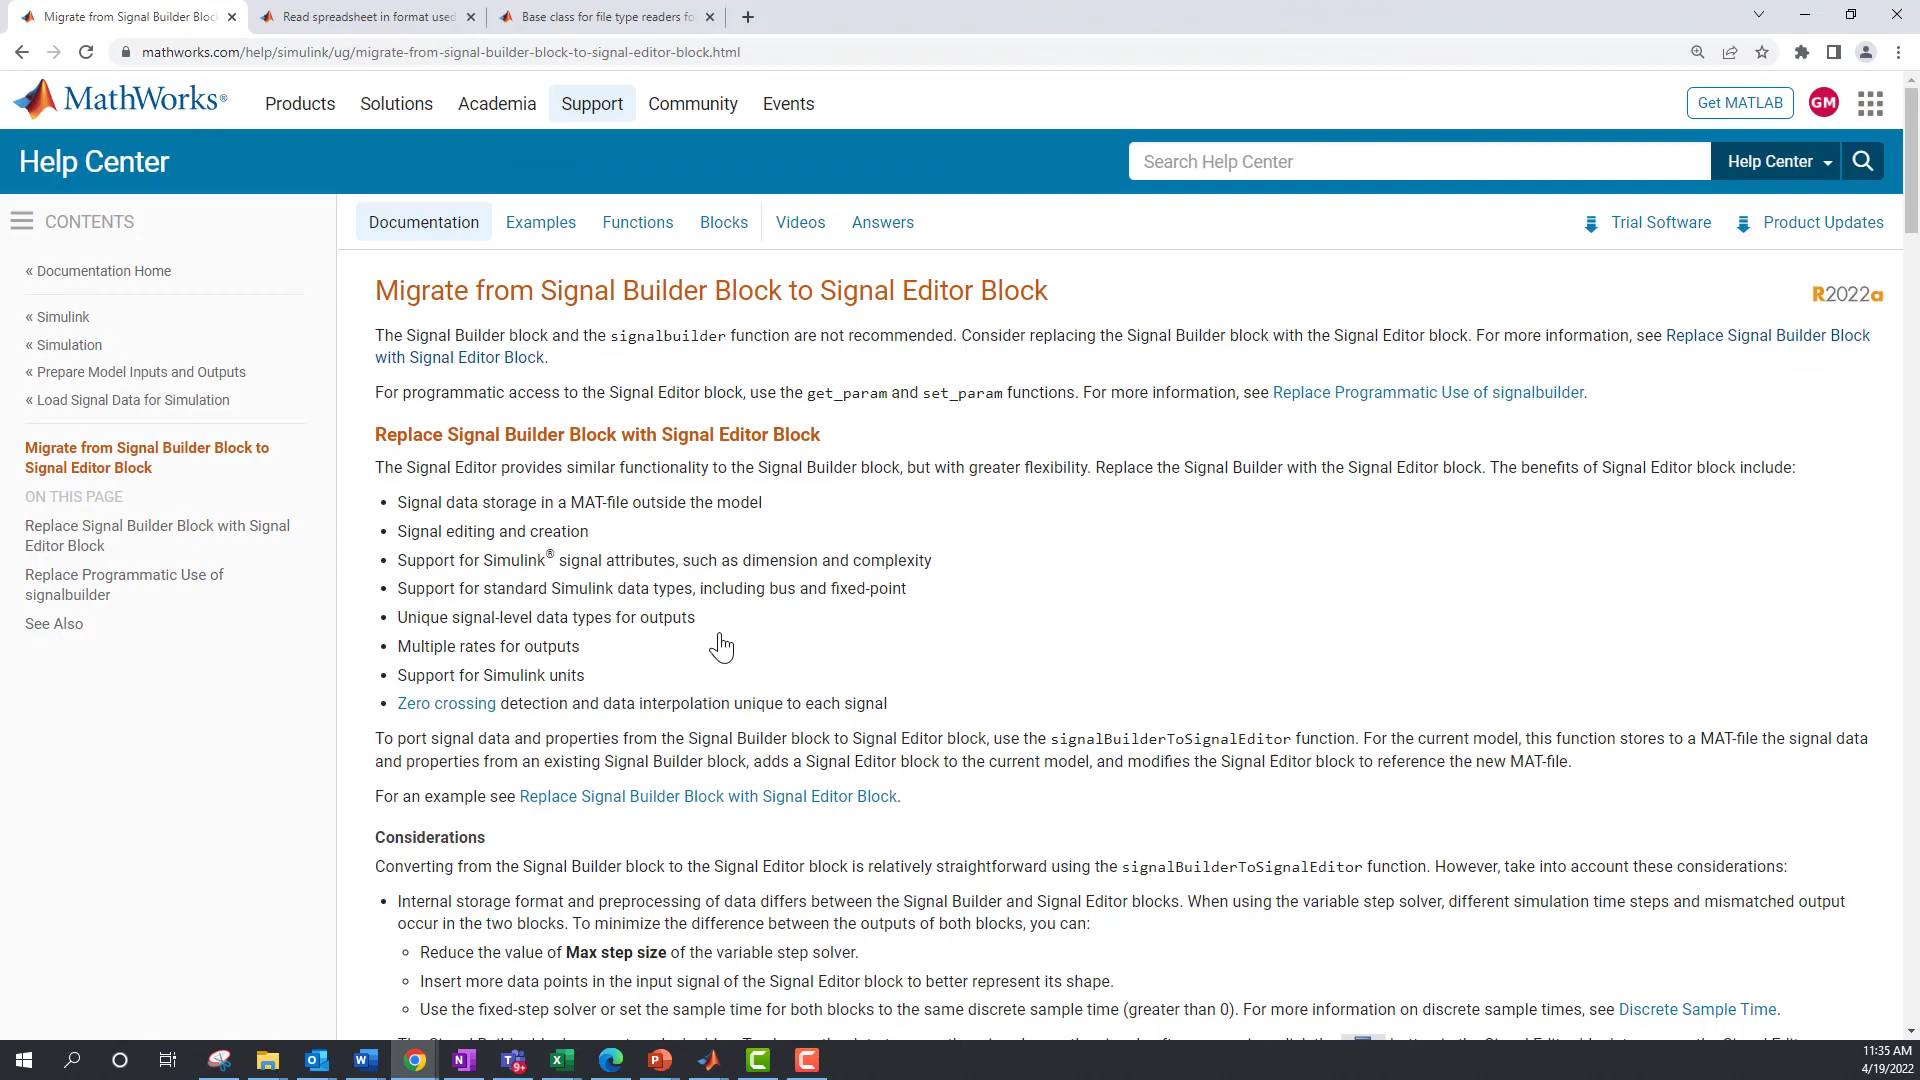 Migrate from Signal Builder Bloc
Read spreadsheet in format used
Base class for file type readers fo
mathworks.com/help/simulink/ug/migrate-from-signal-builder-block-to-signal-editor-block.html
MathWorks®
Products
Solutions
Academia
Support
Community
Events
Get MATLAB
GM
Help Center
Search Help Center
Help Center
CONTENTS
Documentation
Examples
Functions
Blocks
Videos
Answers
Trial Software
Product Updates
« Documentation Home
« Simulink
« Simulation
« Prepare Model Inputs and Outputs
« Load Signal Data for Simulation
Migrate from Signal Builder Block to
Signal Editor Block
ON THIS PAGE
Replace Signal Builder Block with Signal
Editor Block
Replace Programmatic Use of
signalbuilder
See Also
Migrate from Signal Builder Block to Signal Editor Block
R2022a
The Signal Builder block and the signalbuilder function are not recommended. Consider replacing the Signal Builder block with the Signal Editor block. For more information, see Replace Signal Builder Block
with Signal Editor Block.
For programmatic access to the Signal Editor block, use the get_param and set_param functions. For more information, see Replace Programmatic Use of signalbuilder.
Replace Signal Builder Block with Signal Editor Block
The Signal Editor provides similar functionality to the Signal Builder block, but with greater flexibility. Replace the Signal Builder with the Signal Editor block. The benefits of Signal Editor block include:
• Signal data storage in a MAT-file outside the model
• Signal editing and creation
• Support for Simulink® signal attributes, such as dimension and complexity
• Support for standard Simulink data types, including bus and fixed-point
• Unique signal-level data types for outputs
• Multiple rates for outputs
• Support for Simulink units
• Zero crossing detection and data interpolation unique to each signal
To port signal data and properties from the Signal Builder block to Signal Editor block, use the signalBuilderToSignalEditor function. For the current model, this function stores to a MAT-file the signal data
and properties from an existing Signal Builder block, adds a Signal Editor block to the current model, and modifies the Signal Editor block to reference the new MAT-file.
For an example see Replace Signal Builder Block with Signal Editor Block.
Considerations
Converting from the Signal Builder block to the Signal Editor block is relatively straightforward using the signalBuilderToSignalEditor function. However, take into account these considerations:
• Internal storage format and preprocessing of data differs between the Signal Builder and Signal Editor blocks. When using the variable step solver, different simulation time steps and mismatched output
occur in the two blocks. To minimize the difference between the outputs of both blocks, you can:
◦ Reduce the value of Max step size of the variable step solver.
◦ Insert more data points in the input signal of the Signal Editor block to better represent its shape.
◦ Use the fixed-step solver or set the sample time for both blocks to the same discrete sample time (greater than 0). For more information on discrete sample times, see Discrete Sample Time.
9+
11:35 AM
4/19/2022